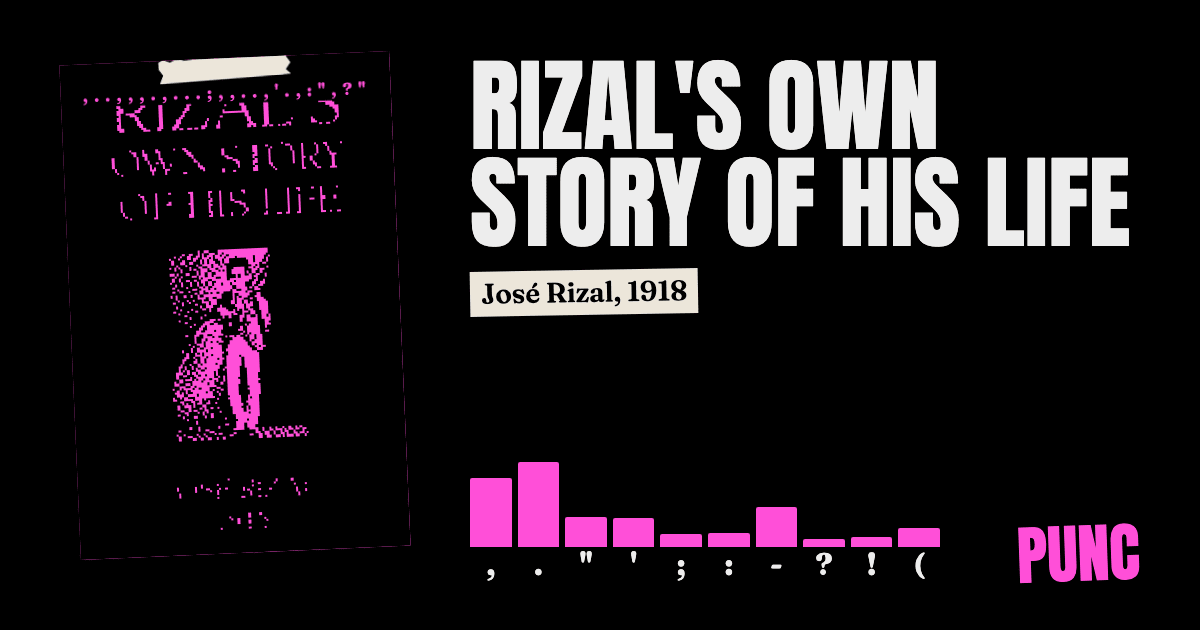 RIZAL'S
OWN STORY
OF HIS LIFE
RIZAL'S OWN
STORY OF HIS LIFE
José Rizal, 1918
, . " ' ; : - ? ! (
PUNC